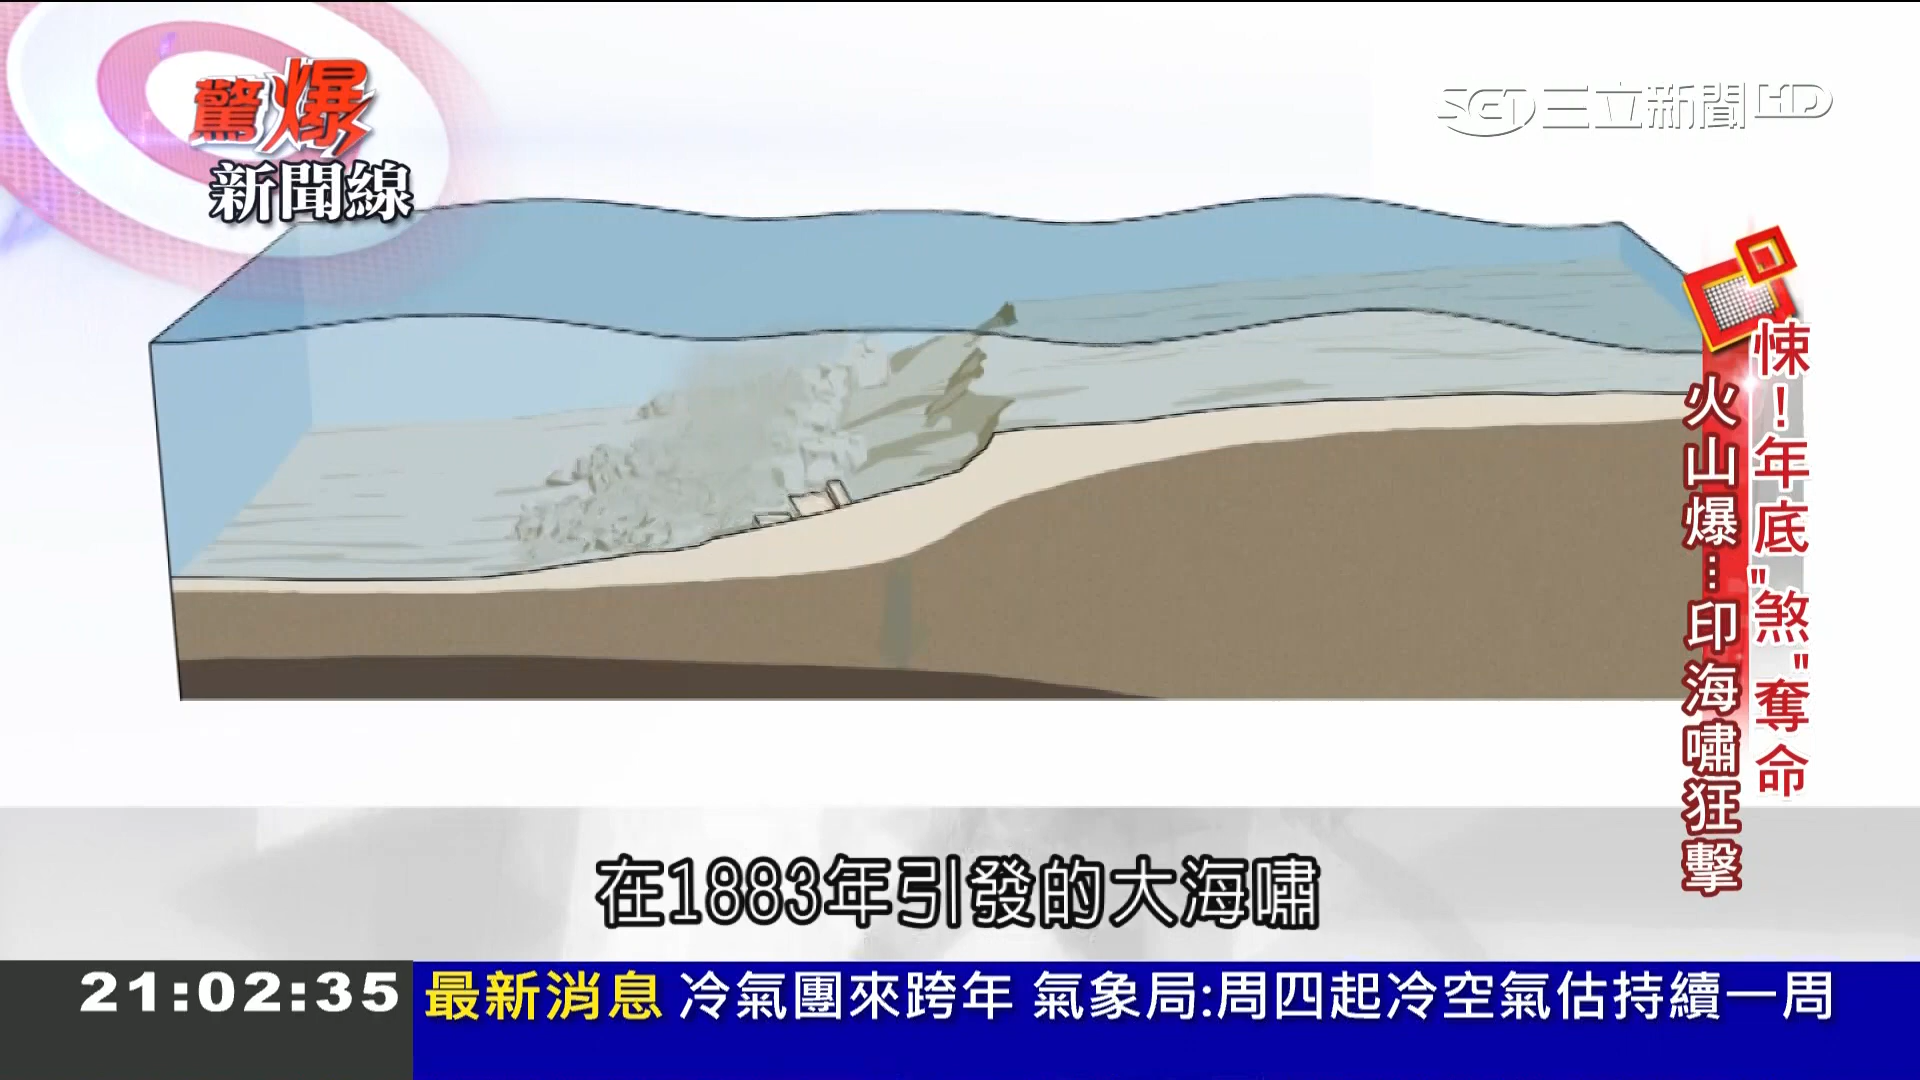 驚爆
新聞線
SET三立新聞HD
悚！年底"煞"奪命
火山爆…印海嘯狂擊
在1883年引發的大海嘯
21:02:35
最新消息 冷氣團來跨年 氣象局:周四起冷空氣估持續一周